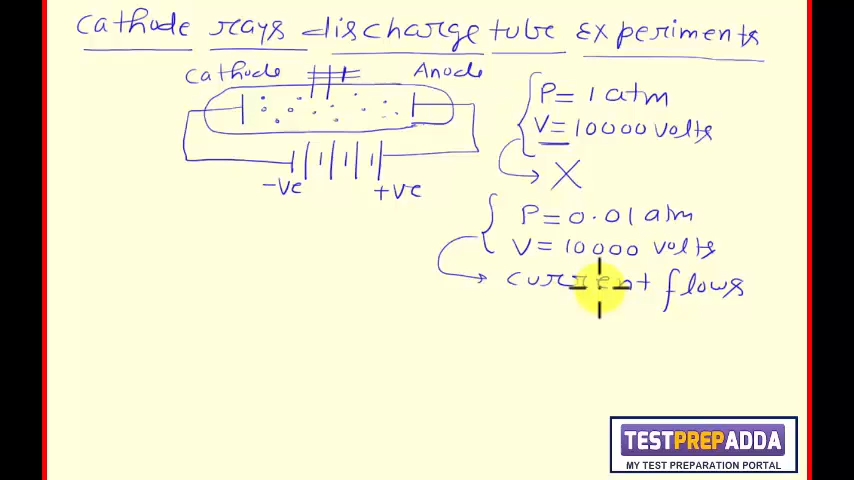 cathode rays discharge tube experiments
Cathode Anode
-ve +ve
P = 1 atm
V = 10000 volts
X
P = 0.01 atm
V = 10000 volts
current flows
TESTPREPADDA
MY TEST PREPARATION PORTAL